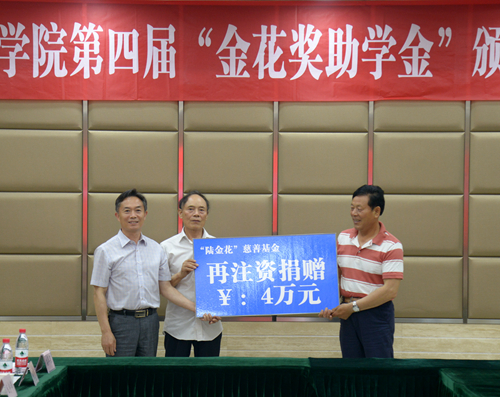 学院第四届“金花奖助学金”颁
“陆金花”慈善基金
再注资捐赠
￥：4万元